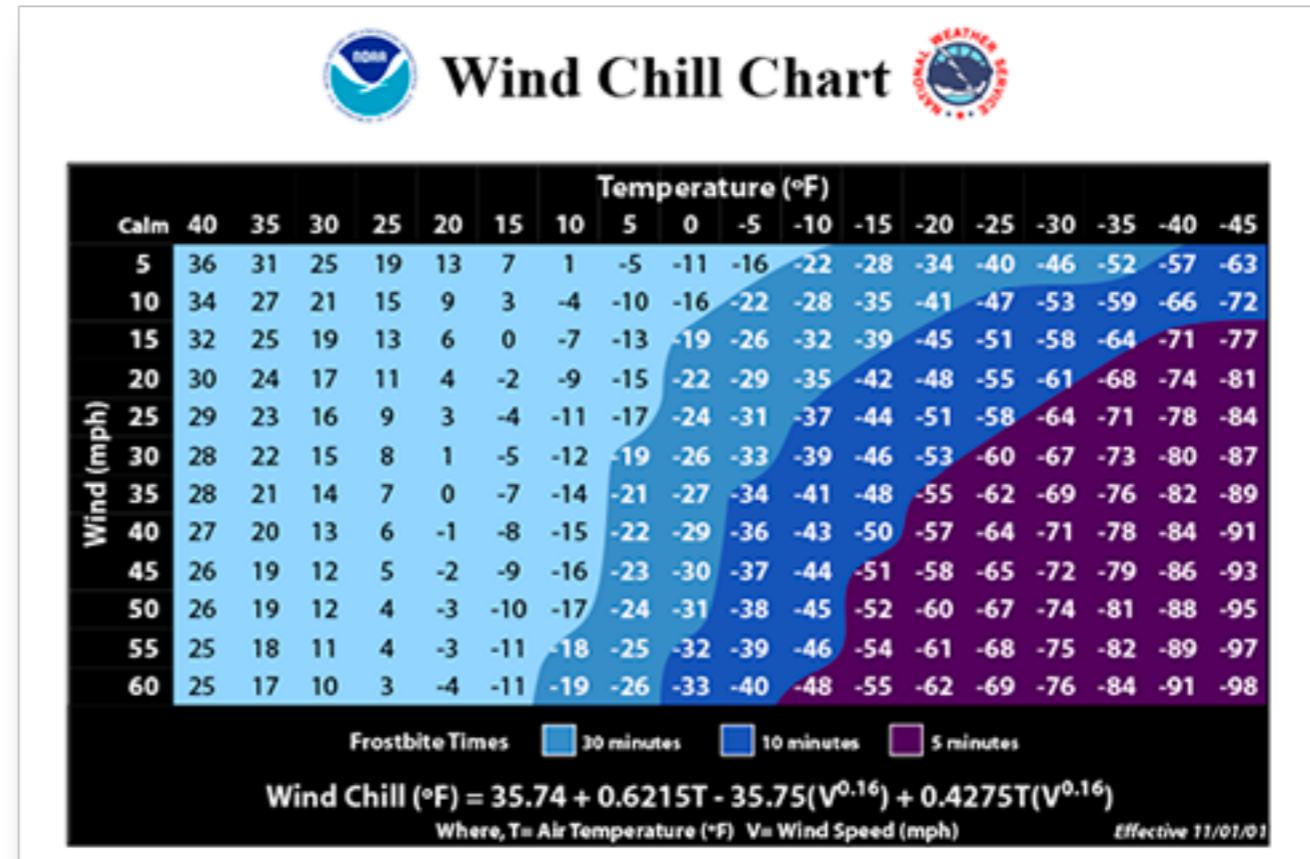 NOAA
Wind Chill Chart
NATIONAL WEATHER SERVICE
Temperature (°F)
Calm 40 35 30 25 20 15 10 5 0 -5 -10 -15 -20 -25 -30 -35 -40 -45
5 36 31 25 19 13 7 1 -5 -11 -16 -22 -28 -34 -40 -46 -52 -57 -63
10 34 27 21 15 9 3 -4 -10 -16 -22 -28 -35 -41 -47 -53 -59 -66 -72
15 32 25 19 13 6 0 -7 -13 -19 -26 -32 -39 -45 -51 -58 -64 -71 -77
20 30 24 17 11 4 -2 -9 -15 -22 -29 -35 -42 -48 -55 -61 -68 -74 -81
Wind (mph)
25 29 23 16 9 3 -4 -11 -17 -24 -31 -37 -44 -51 -58 -64 -71 -78 -84
30 28 22 15 8 1 -5 -12 -19 -26 -33 -39 -46 -53 -60 -67 -73 -80 -87
35 28 21 14 7 0 -7 -14 -21 -27 -34 -41 -48 -55 -62 -69 -76 -82 -89
40 27 20 13 6 -1 -8 -15 -22 -29 -36 -43 -50 -57 -64 -71 -78 -84 -91
45 26 19 12 5 -2 -9 -16 -23 -30 -37 -44 -51 -58 -65 -72 -79 -86 -93
50 26 19 12 4 -3 -10 -17 -24 -31 -38 -45 -52 -60 -67 -74 -81 -88 -95
55 25 18 11 4 -3 -11 -18 -25 -32 -39 -46 -54 -61 -68 -75 -82 -89 -97
60 25 17 10 3 -4 -11 -19 -26 -33 -40 -48 -55 -62 -69 -76 -84 -91 -98
Frostbite Times 30 minutes 10 minutes 5 minutes
Wind Chill (°F) = 35.74 + 0.6215T - 35.75(V^0.16) + 0.4275T(V^0.16)
Where, T= Air Temperature (°F) V= Wind Speed (mph) Effective 11/01/01